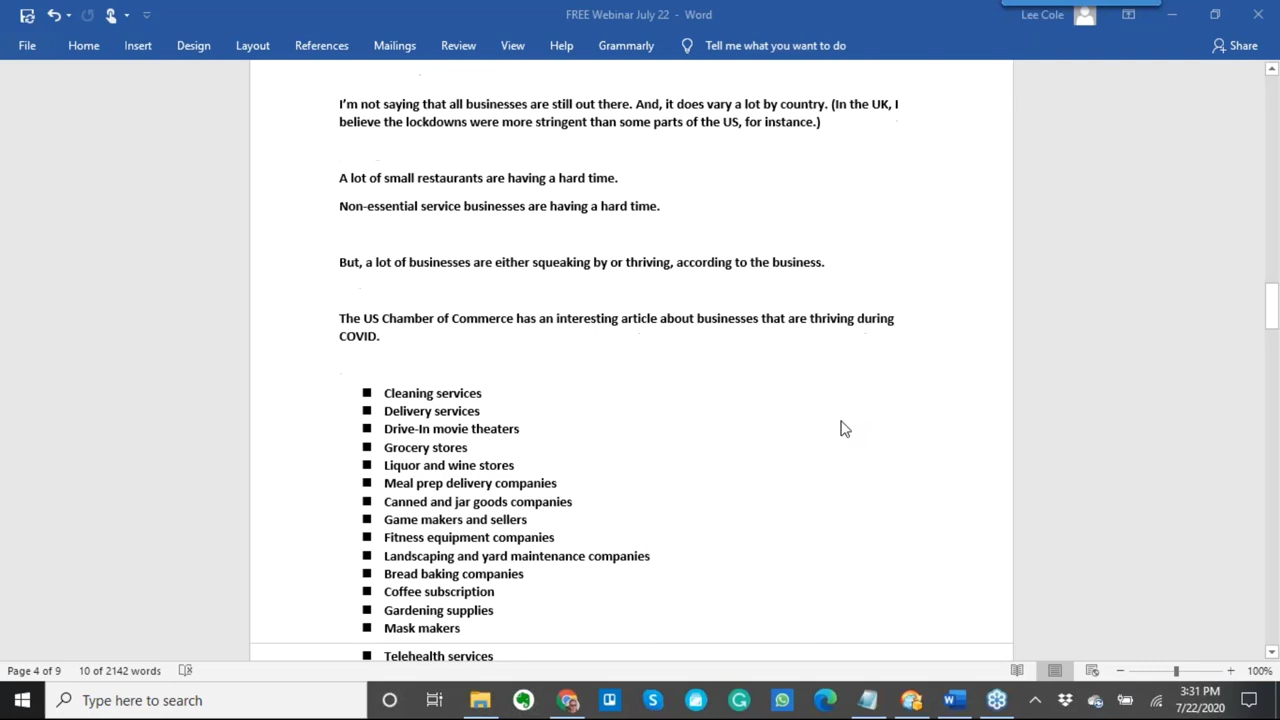 FREE Webinar July 22 - Word
Lee Cole
File Home Insert Design Layout References Mailings Review View Help Grammarly Tell me what you want to do Share
I'm not saying that all businesses are still out there. And, it does vary a lot by country. (In the UK, I
believe the lockdowns were more stringent than some parts of the US, for instance.)
A lot of small restaurants are having a hard time.
Non-essential service businesses are having a hard time.
But, a lot of businesses are either squeaking by or thriving, according to the business.
The US Chamber of Commerce has an interesting article about businesses that are thriving during
COVID.
■ Cleaning services
■ Delivery services
■ Drive-In movie theaters
■ Grocery stores
■ Liquor and wine stores
■ Meal prep delivery companies
■ Canned and jar goods companies
■ Game makers and sellers
■ Fitness equipment companies
■ Landscaping and yard maintenance companies
■ Bread baking companies
■ Coffee subscription
■ Gardening supplies
■ Mask makers
■ Telehealth services
Page 4 of 9 10 of 2142 words 100%
Type here to search
3:31 PM
7/22/2020